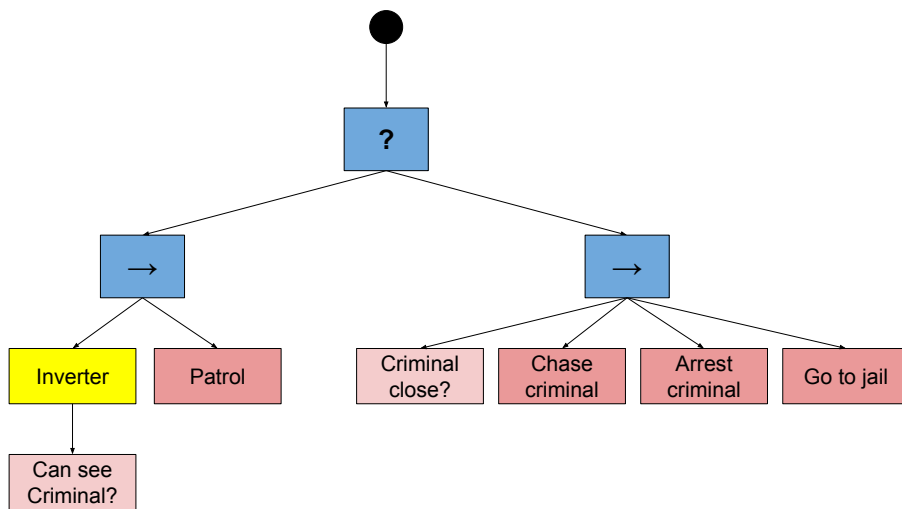 ?
→
→
Inverter
Patrol
Criminal
close?
Chase
criminal
Arrest
criminal
Go to jail
Can see
Criminal?